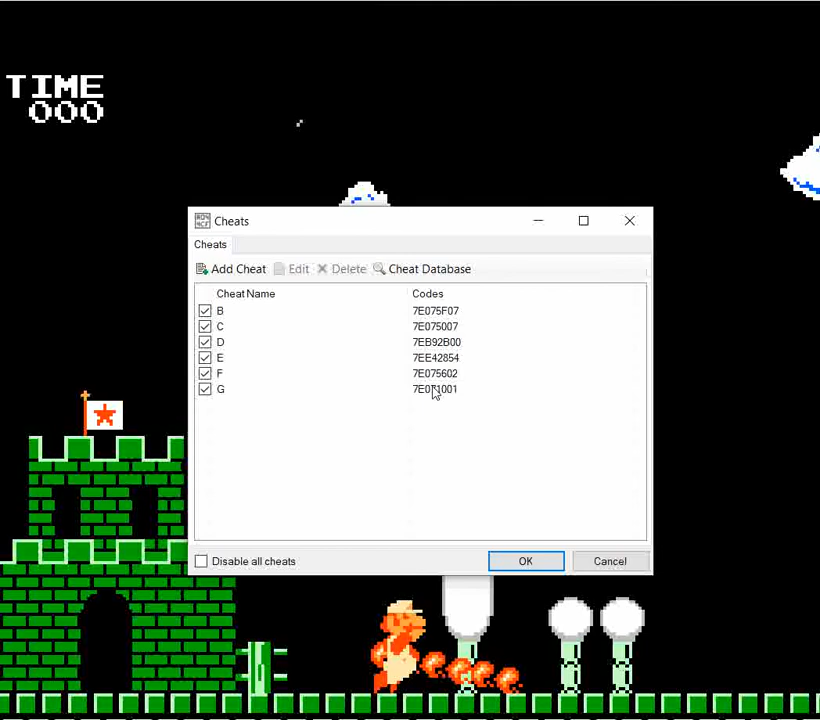 TIME
000
Cheats
Cheats
Add Cheat Edit Delete Cheat Database
Cheat Name Codes
B 7E075F07
C 7E075007
D 7EB92B00
E 7EE42854
F 7E075602
G
Disable all cheats OK Cancel